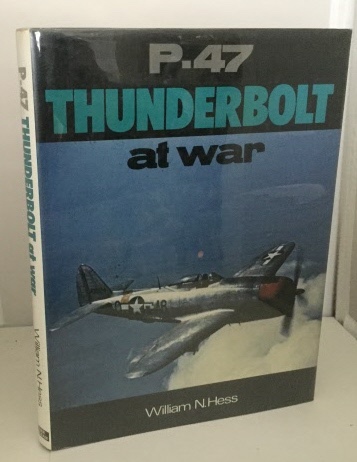 P-47
THUNDERBOLT
at war
William N. Hess
P-47 THUNDERBOLT at war
William N. Hess